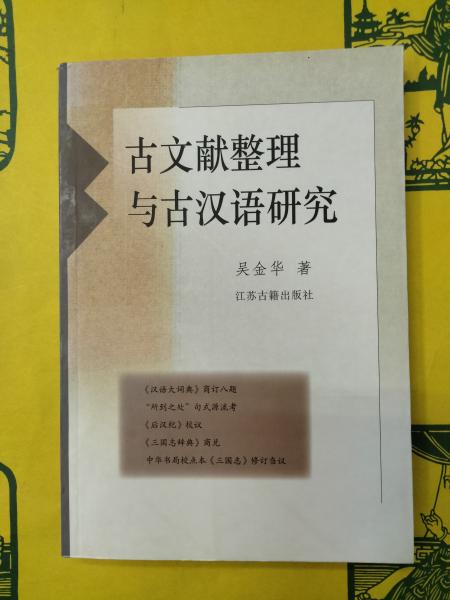 古文献整理
与古汉语研究
吴金华 著
江苏古籍出版社
《汉语大词典》商订八题
“所到之处”句式源流考
《后汉纪》校议
《三国志辞典》商兑
中华书局校点本《三国志》修订刍议